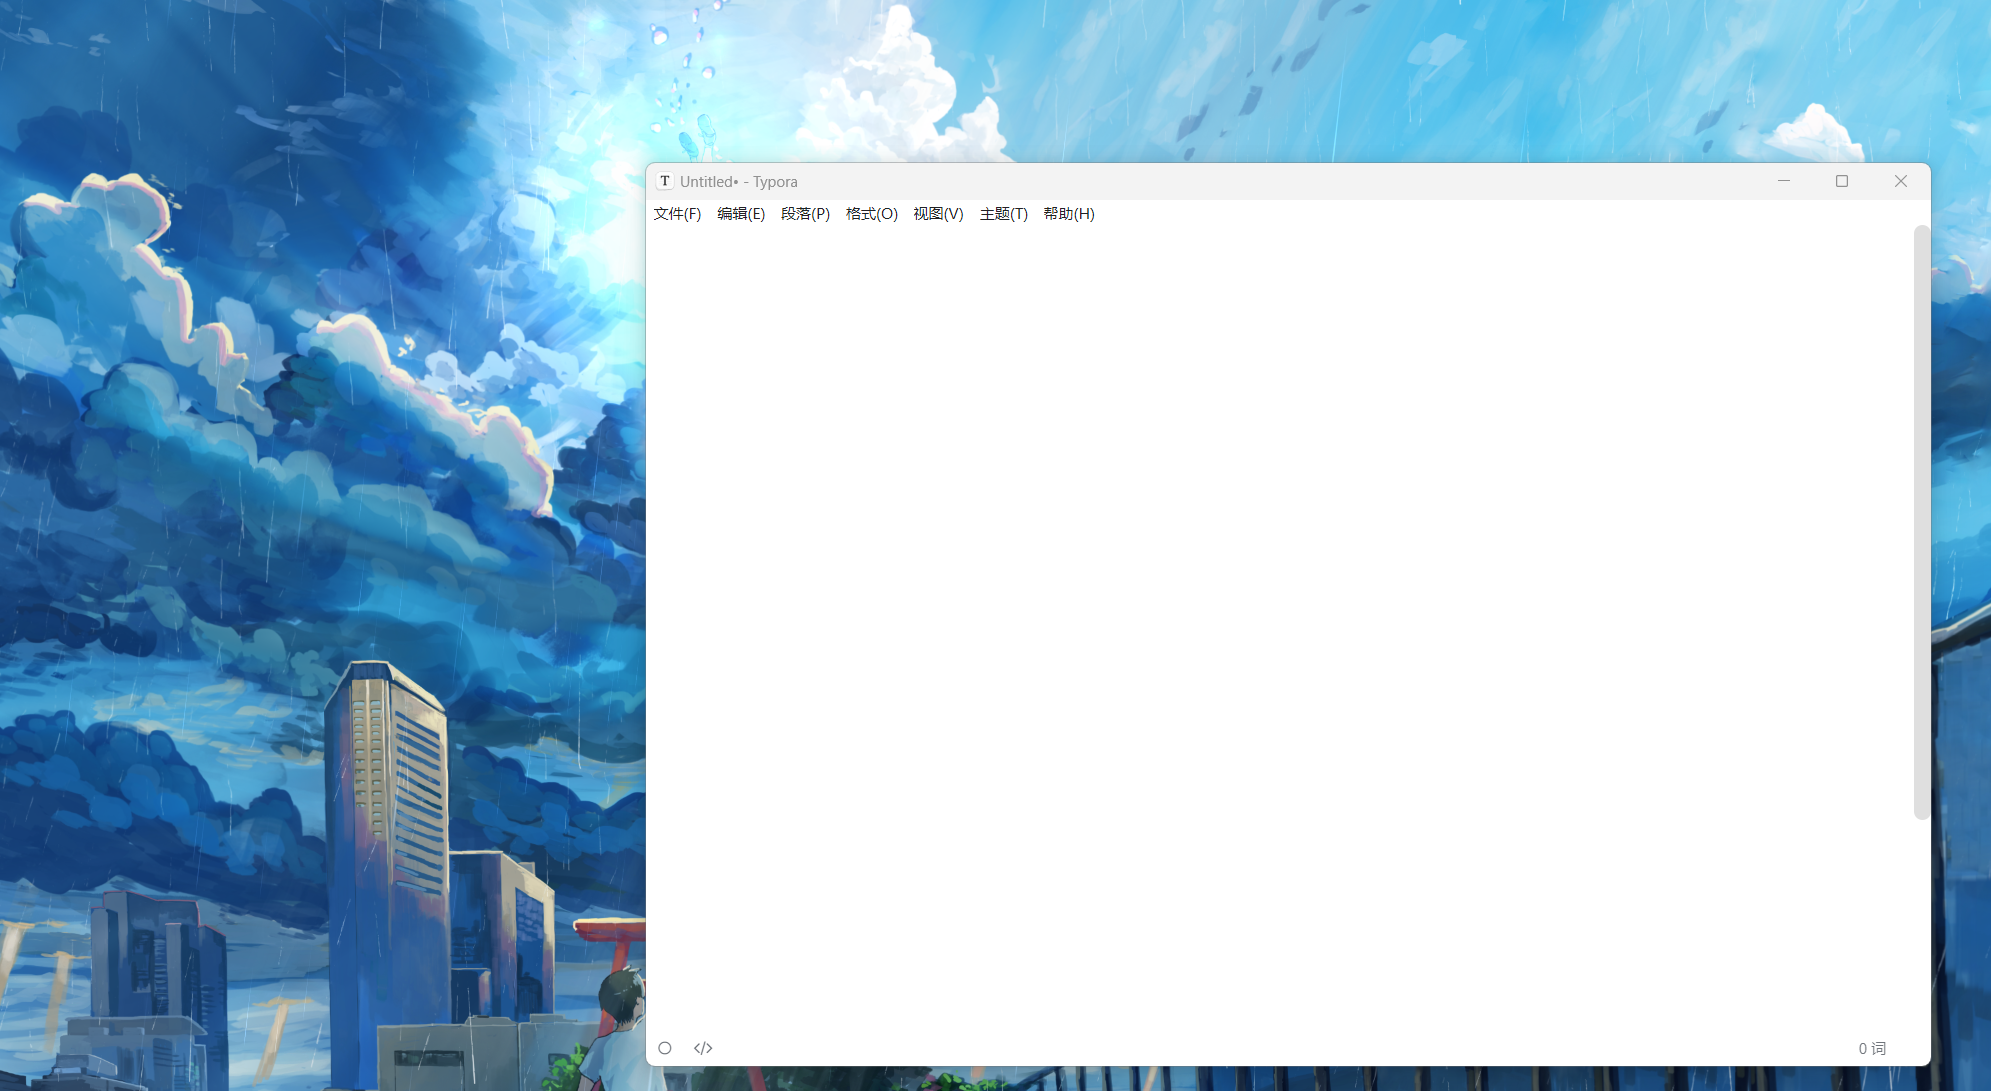 T Untitled• - Typora
文件(F) 编辑(E) 段落(P) 格式(O) 视图(V) 主题(T) 帮助(H)
</> 0 词